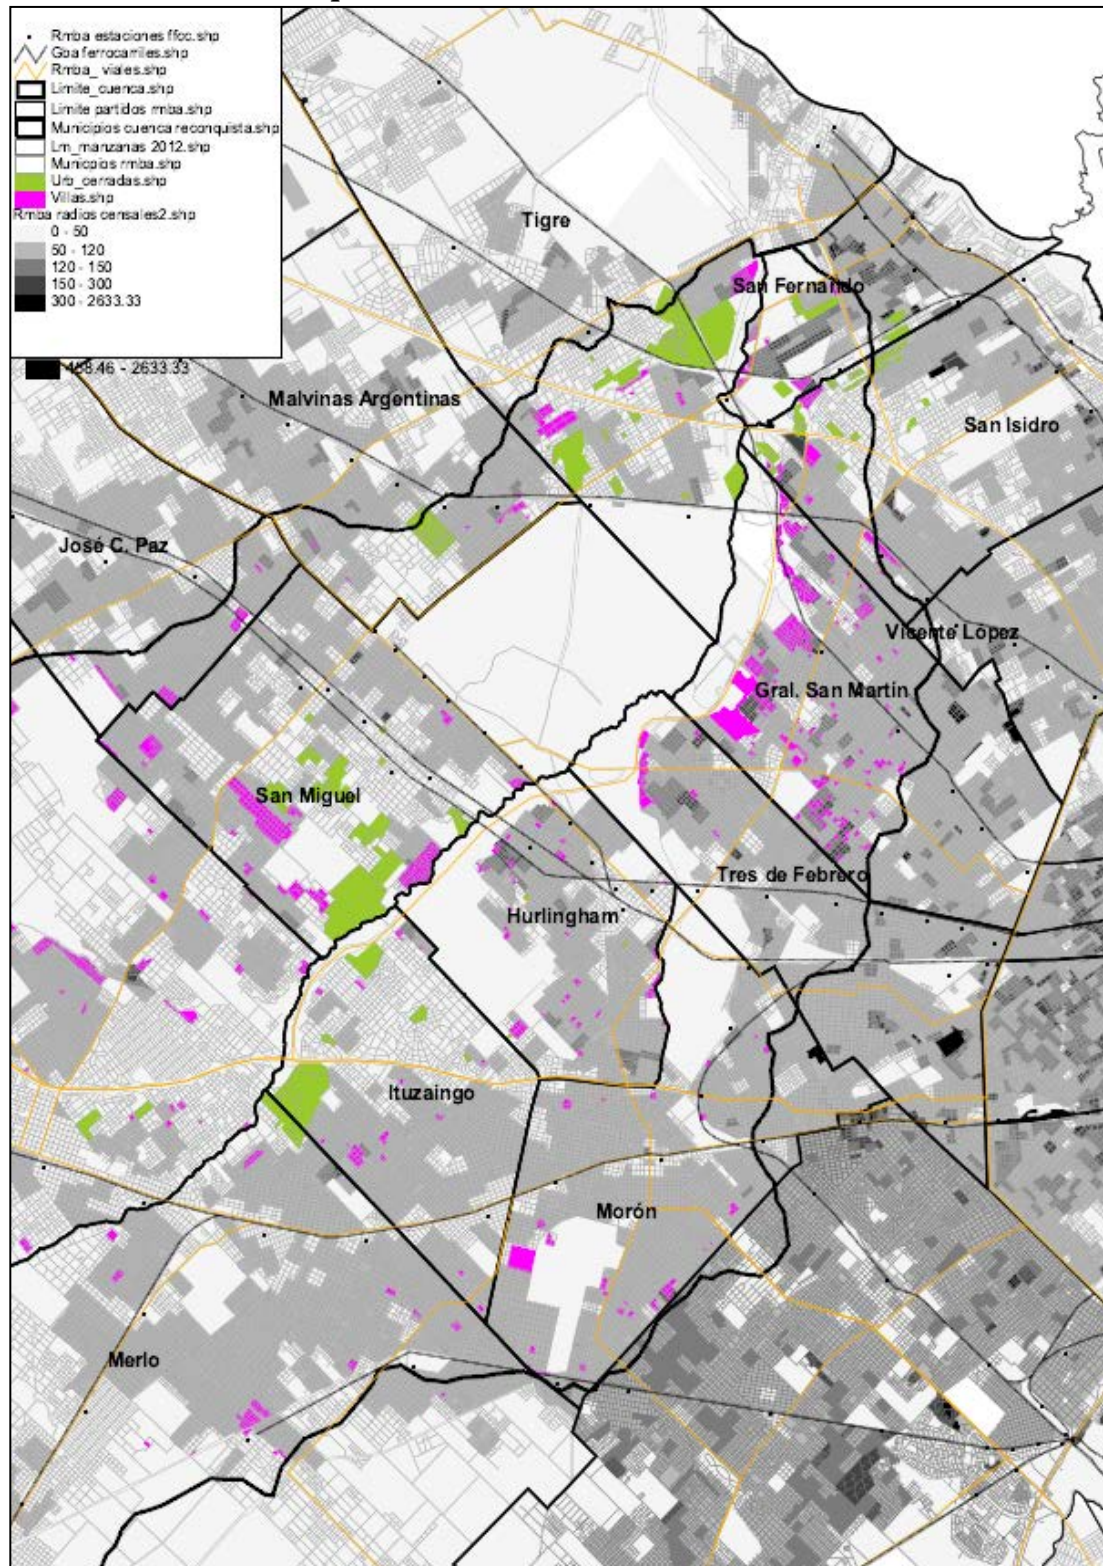 Rmba estaciones ffcc.shp
Gba ferrocarriles.shp
Rmba_ viales.shp
Limite_cuenca.shp
Limite partidos rmba.shp
Municipios cuenca reconquista.shp
Lm_manzanas 2012.shp
Municpios rmba.shp
Urb_cerradas.shp
Villas.shp
Rmba radios censales2.shp
0 - 50
50 - 120
120 - 150
150 - 300
300 - 2633.33
458.46 - 2633.33
Tigre
San Fernando
Malvinas Argentinas
San Isidro
José C. Paz
Vicente López
Gral. San Martín
San Miguel
Tres de Febrero
Hurlingham
Ituzaingo
Morón
Merlo